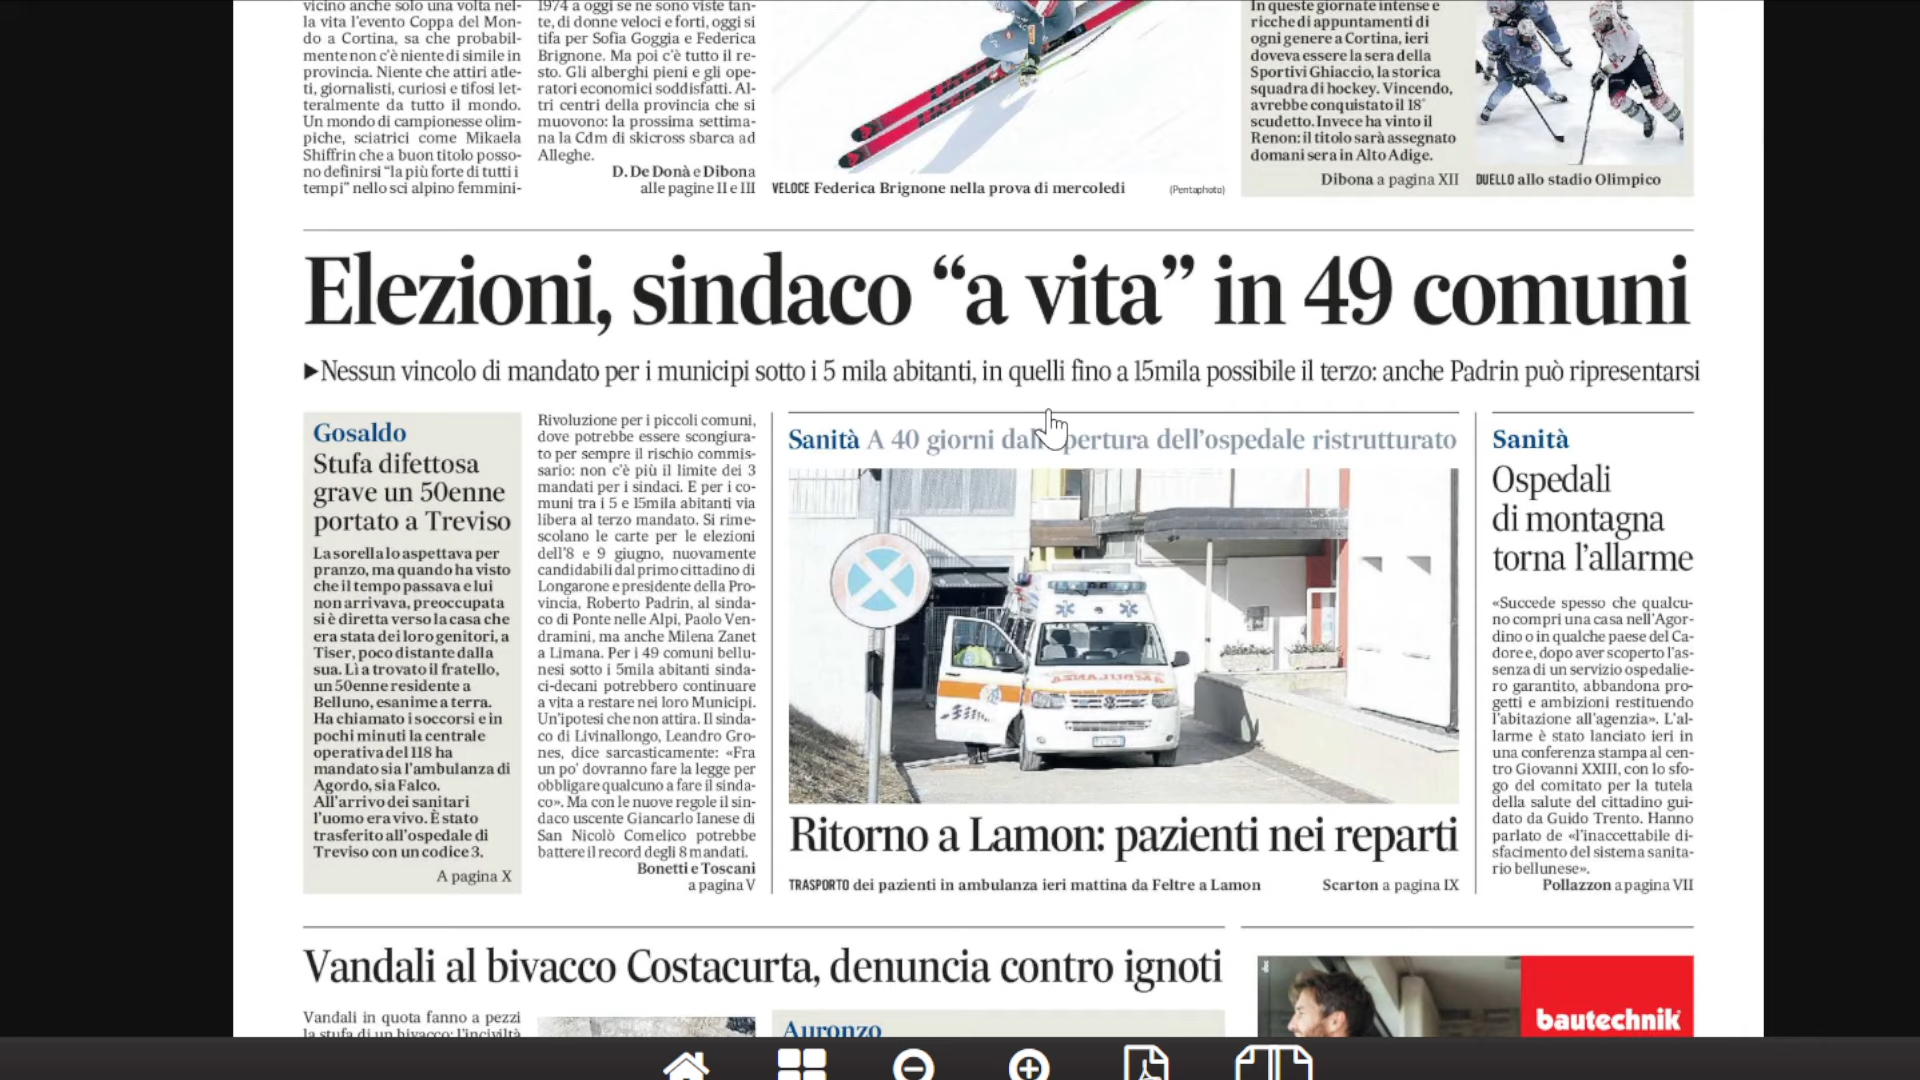 vicino anche solo una volta nel-
la vita l'evento Coppa del Mon-
do a Cortina, sa che probabil-
mente non c'è niente di simile in
provincia. Niente che attiri atle-
ti, giornalisti, curiosi e tifosi let-
teralmente da tutto il mondo.
Un mondo di campionesse olim-
piche, sciatrici come Mikaela
Shiffrin che a buon titolo posso-
no definirsi “la più forte di tutti i
tempi” nello sci alpino femmini-
1974 a oggi se ne sono viste tan-
te, di donne veloci e forti, oggi si
tifa per Sofia Goggia e Federica
Brignone. Ma poi c'è tutto il re-
sto. Gli alberghi pieni e gli ope-
ratori economici soddisfatti. Al-
tri centri della provincia che si
muovono: la prossima settima-
na la Cdm di skicross sbarca ad
Alleghe.
D. De Donà e Dibona
alle pagine II e III
VELOCE Federica Brignone nella prova di mercoledì
(Pentaphoto)
In queste giornate intense e
ricche di appuntamenti di
ogni genere a Cortina, ieri
doveva essere la sera della
Sportivi Ghiaccio, la storica
squadra di hockey. Vincendo,
avrebbe conquistato il 18°
scudetto. Invece ha vinto il
Renon: il titolo sarà assegnato
domani sera in Alto Adige.
Dibona a pagina XII
DUELLO allo stadio Olimpico
Elezioni, sindaco “a vita” in 49 comuni
▶Nessun vincolo di mandato per i municipi sotto i 5 mila abitanti, in quelli fino a 15mila possibile il terzo: anche Padrin può ripresentarsi
Gosaldo
Stufa difettosa
grave un 50enne
portato a Treviso
La sorella lo aspettava per
pranzo, ma quando ha visto
che il tempo passava e lui
non arrivava, preoccupata
si è diretta verso la casa che
era stata dei loro genitori, a
Tiser, poco distante dalla
sua. Lì a trovato il fratello,
un 50enne residente a
Belluno, esanime a terra.
Ha chiamato i soccorsi e in
pochi minuti la centrale
operativa del 118 ha
mandato sia l'ambulanza di
Agordo, sia Falco.
All'arrivo dei sanitari
l'uomo era vivo. È stato
trasferito all'ospedale di
Treviso con un codice 3.
A pagina X
Rivoluzione per i piccoli comuni,
dove potrebbe essere scongiura-
to per sempre il rischio commis-
sario: non c'è più il limite dei 3
mandati per i sindaci. E per i co-
muni tra i 5 e 15mila abitanti via
libera al terzo mandato. Si rime-
scolano le carte per le elezioni
dell'8 e 9 giugno, nuovamente
candidabili dal primo cittadino di
Longarone e presidente della Pro-
vincia, Roberto Padrin, al sinda-
co di Ponte nelle Alpi, Paolo Ven-
dramini, ma anche Milena Zanet
a Limana. Per i 49 comuni bellu-
nesi sotto i 5mila abitanti sinda-
ci-decani potrebbero continuare
a vita a restare nei loro Municipi.
Un'ipotesi che non attira. Il sinda-
co di Livinallongo, Leandro Gro-
nes, dice sarcasticamente: «Fra
un po' dovranno fare la legge per
obbligare qualcuno a fare il sinda-
co». Ma con le nuove regole il sin-
daco uscente Giancarlo Ianese di
San Nicolò Comelico potrebbe
battere il record degli 8 mandati.
Bonetti e Toscani
a pagina V
Sanità A 40 giorni dall'apertura dell'ospedale ristrutturato
AMBULANZA
Ritorno a Lamon: pazienti nei reparti
TRASPORTO dei pazienti in ambulanza ieri mattina da Feltre a Lamon
Scarton a pagina IX
Sanità
Ospedali
di montagna
torna l'allarme
«Succede spesso che qualcu-
no compri una casa nell'Agor-
dino o in qualche paese del Ca-
dore e, dopo aver scoperto l'as-
senza di un servizio ospedalie-
ro garantito, abbandona pro-
getti e ambizioni restituendo
l'abitazione all'agenzia». L'al-
larme è stato lanciato ieri in
una conferenza stampa al cen-
tro Giovanni XXIII, con lo sfo-
go del comitato per la tutela
della salute del cittadino gui-
dato da Guido Trento. Hanno
parlato de «l'inaccettabile di-
sfacimento del sistema sanita-
rio bellunese».
Pollazzon a pagina VII
Vandali al bivacco Costacurta, denuncia contro ignoti
Vandali in quota fanno a pezzi
la stufa di un bivacco: l'inciviltà
Auronzo
bautechnik